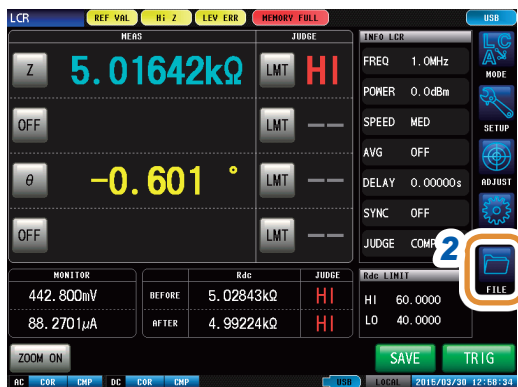 LCR REF VAL Hi Z LEV ERR MEMORY FULL USB
MEAS JUDGE INFO LCR
Z 5.01642kΩ LMT HI
FREQ 1.0MHz
MODE
POWER 0.0dBm
OFF LMT −−
SPEED MED
SETUP
AVG OFF
θ −0.601 ° LMT −−
DELAY 0.00000s
ADJUST
SYNC OFF
OFF LMT −−
JUDGE COMP
2
FILE
MONITOR Rdc JUDGE Rdc LIMIT
442.800mV BEFORE 5.02843kΩ HI
HI 60.0000
88.2701μA AFTER 4.99224kΩ HI
LO 40.0000
ZOOM ON SAVE TRIG
AC COR CMP DC COR CMP USB LOCAL 2015/03/30 12:58:34